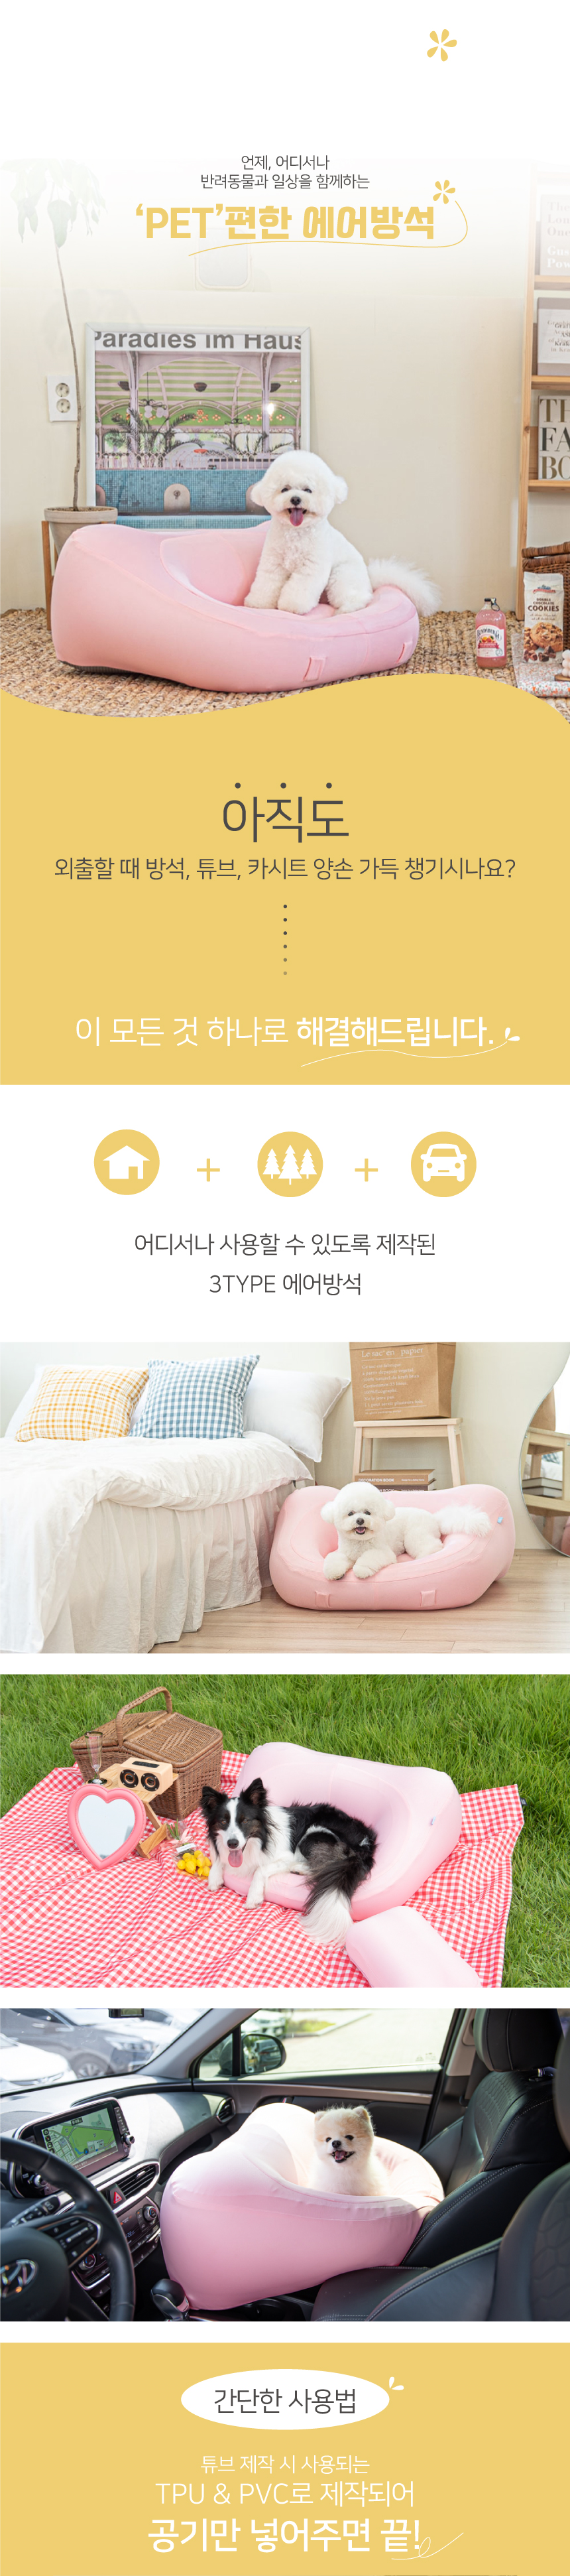 언제, 어디서나
반려동물과 일상을 함께하는
‘PET’편한 에어방석
Paradies im Haus
COOKIES
아직도
외출할 때 방석, 튜브, 카시트 양손 가득 챙기시나요?
이 모든 것 하나로 해결해드립니다.
어디서나 사용할 수 있도록 제작된
3TYPE 에어방석
Le sac en papier
간단한 사용법
튜브 제작 시 사용되는
TPU & PVC로 제작되어
공기만 넣어주면 끝!